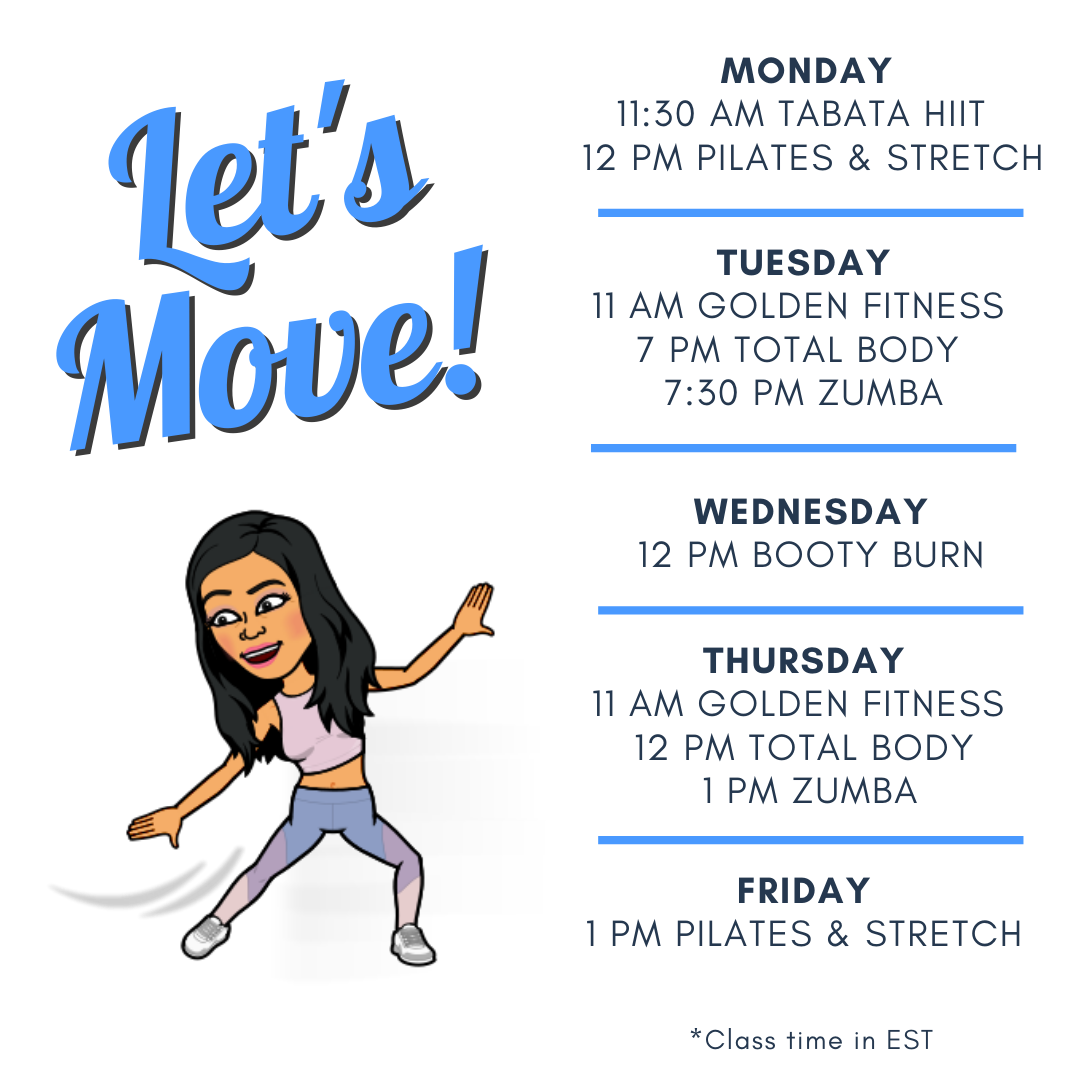 Let's
Move!
MONDAY
11:30 AM TABATA HIIT
12 PM PILATES & STRETCH
TUESDAY
11 AM GOLDEN FITNESS
7 PM TOTAL BODY
7:30 PM ZUMBA
WEDNESDAY
12 PM BOOTY BURN
THURSDAY
11 AM GOLDEN FITNESS
12 PM TOTAL BODY
1 PM ZUMBA
FRIDAY
1 PM PILATES & STRETCH
*Class time in EST